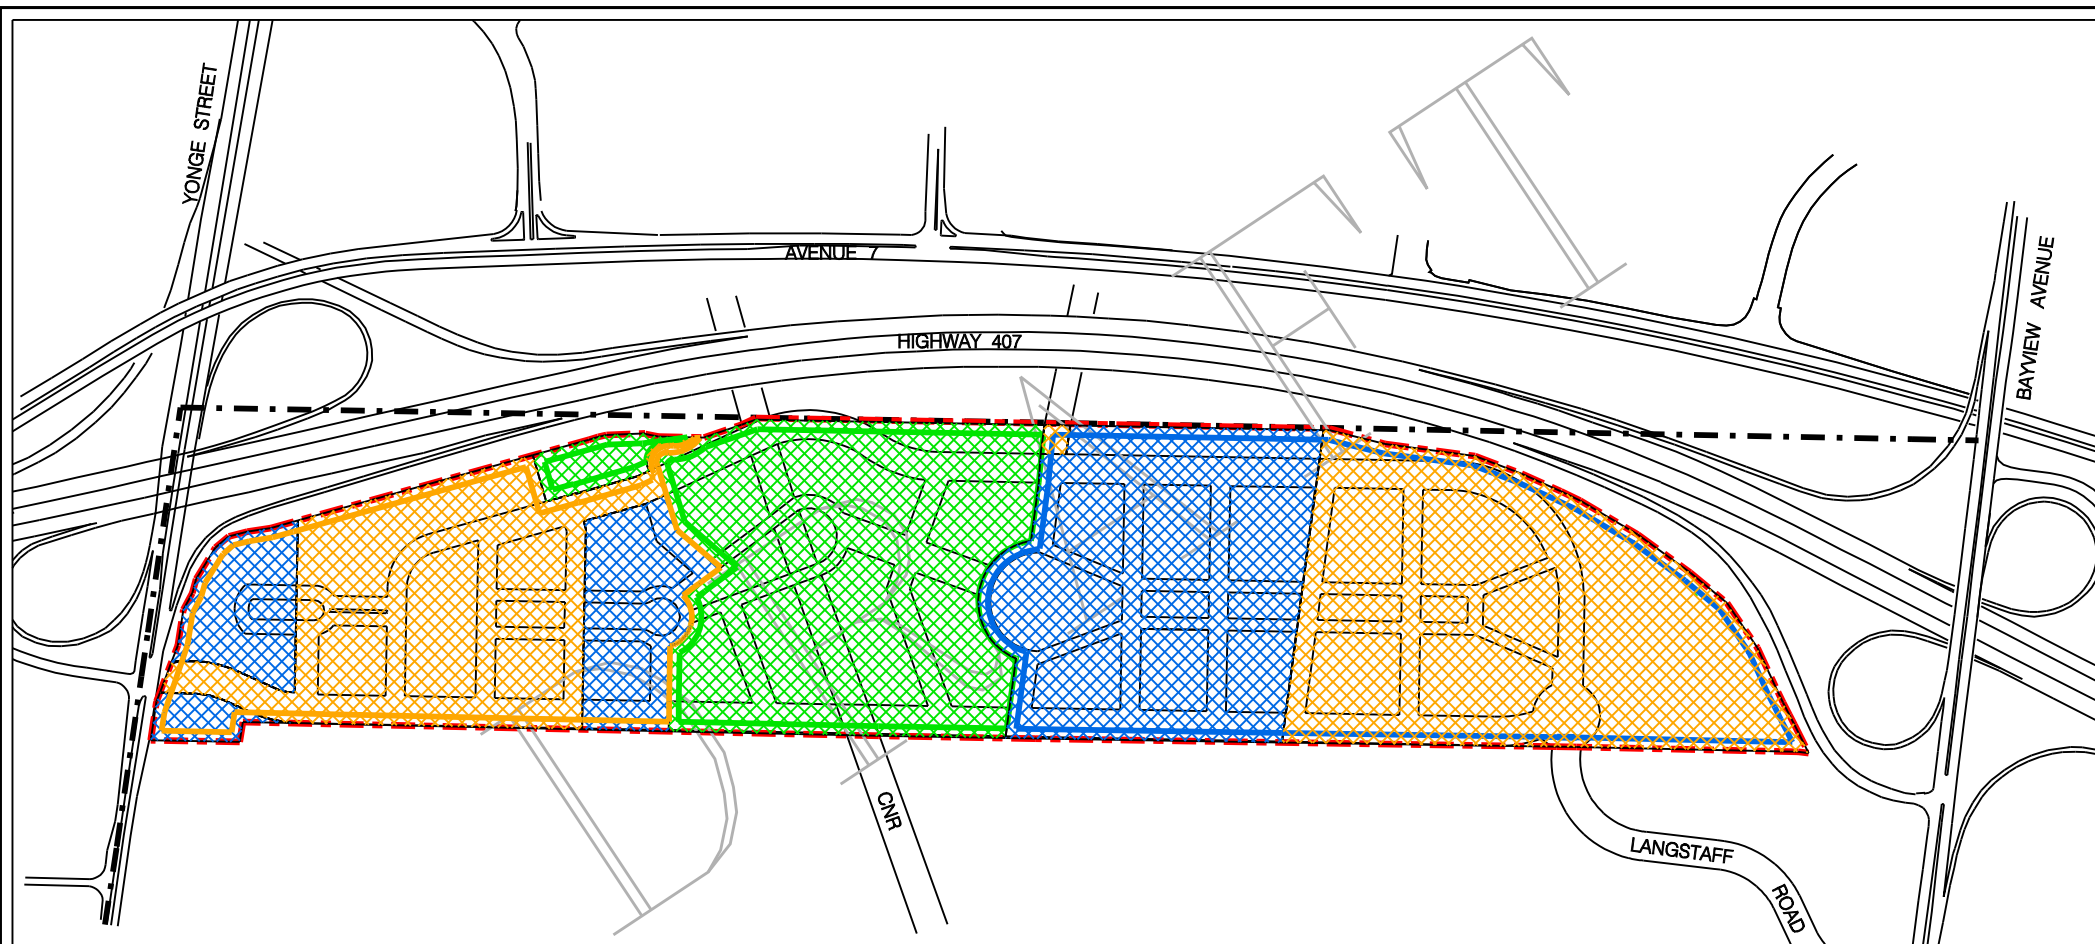 YONGE STREET
AVENUE 7
HIGHWAY 407
BAYVIEW AVENUE
DRAFT
CNR
LANGSTAFF
ROAD